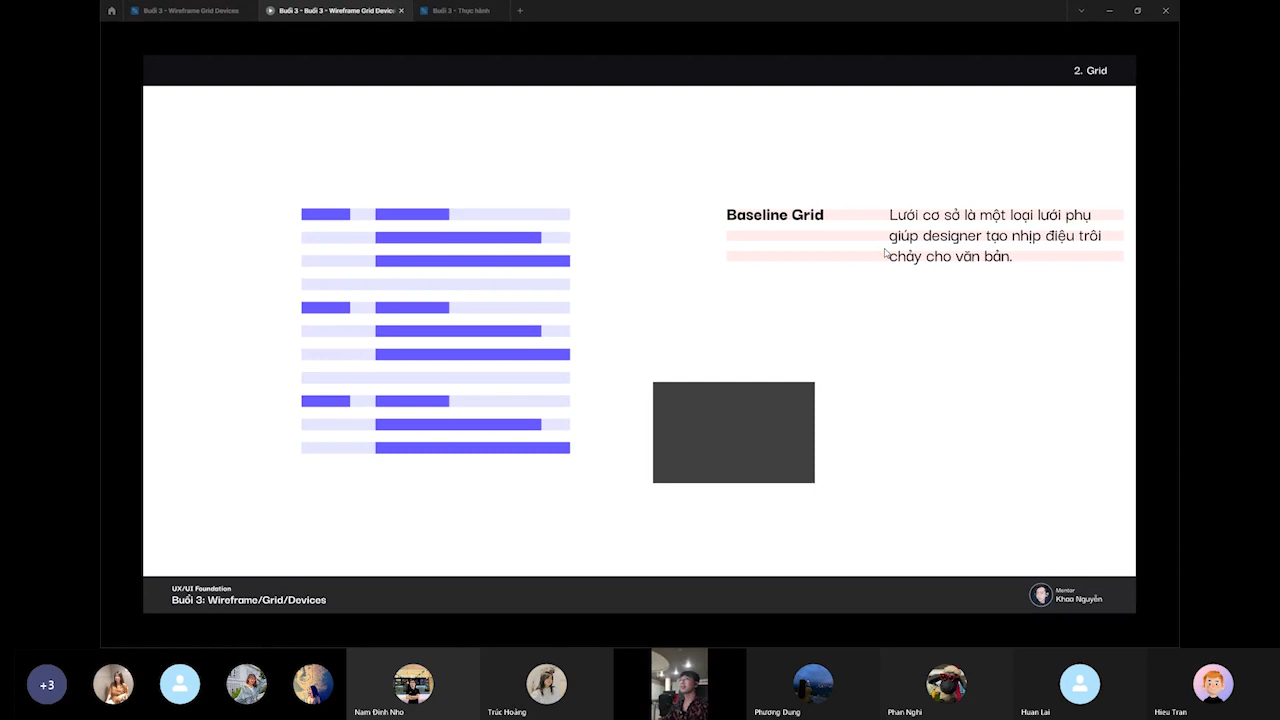 Buổi 3 - Wireframe Grid Devices
Buổi 3 - Buổi 3 - Wireframe Grid Devic
Buổi 3 - Thực hành
2. Grid
Baseline Grid
Lưới cơ sở là một loại lưới phụ
giúp designer tạo nhịp điệu trôi
chảy cho văn bản.
UX/UI Foundation
Buổi 3: Wireframe/Grid/Devices
Mentor
Khoa Nguyễn
+3
Nam Đinh Nho
Trúc Hoàng
Phương Dung
Phan Nghi
Huan Lai
Hieu Tran